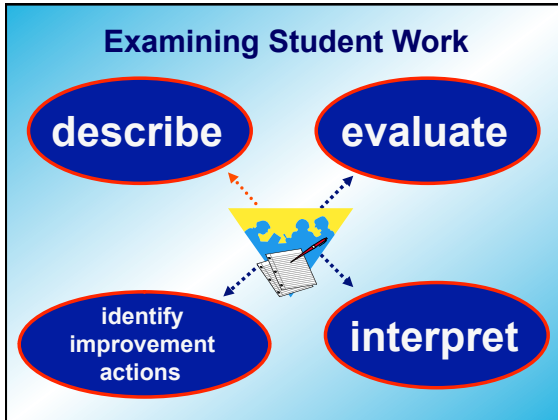 Examining Student Work
describe
evaluate
identify
improvement
actions
interpret